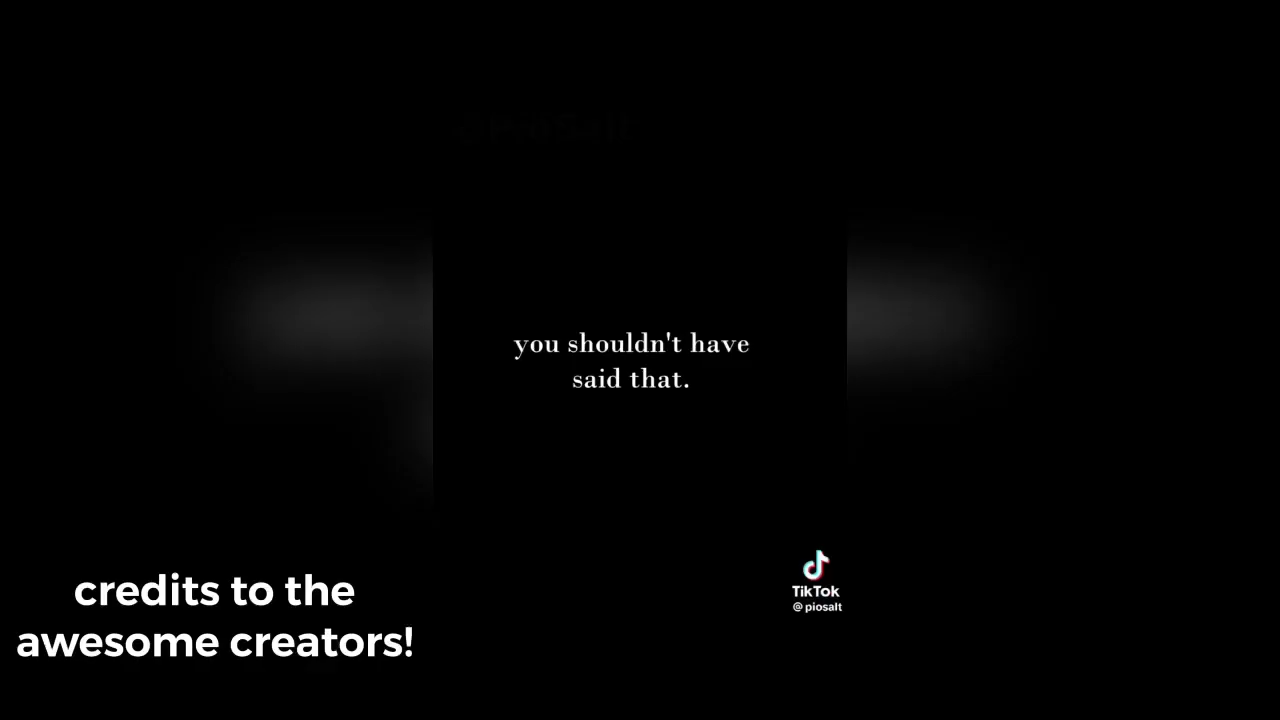 you shouldn't have
said that.
TikTok
@ piosalt
credits to the
awesome creators!